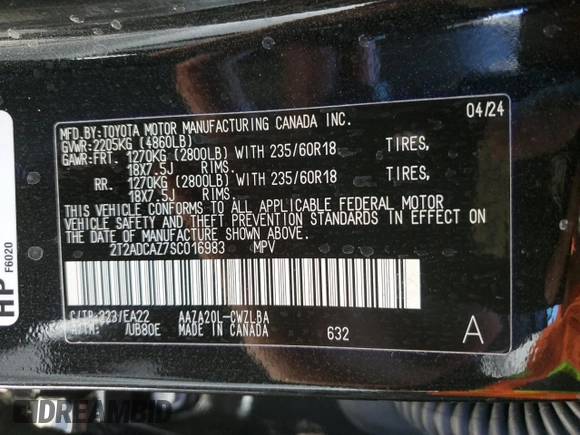 04/24
MFD.BY:TOYOTA MOTOR MANUFACTURING CANADA INC.
GVWR:2205KG (4860LB)
GAWR:FRT. 1270KG (2800LB) WITH 235/60R18 TIRES,
18X7.5J RIMS.
RR. 1270KG (2800LB) WITH 235/60R18 TIRES,
18X7.5J RIMS.
THIS VEHICLE CONFORMS TO ALL APPLICABLE FEDERAL MOTOR
VEHICLE SAFETY AND THEFT PREVENTION STANDARDS IN EFFECT ON
THE DATE OF MANUFACTURE SHOWN ABOVE.
2T2ADCAZ7SC016983 MPV
C/TR:223/EA22 AAZA20L-CWZLBA
A/TM: /UB80E MADE IN CANADA 632 A
HP
F6020
DREAMBID